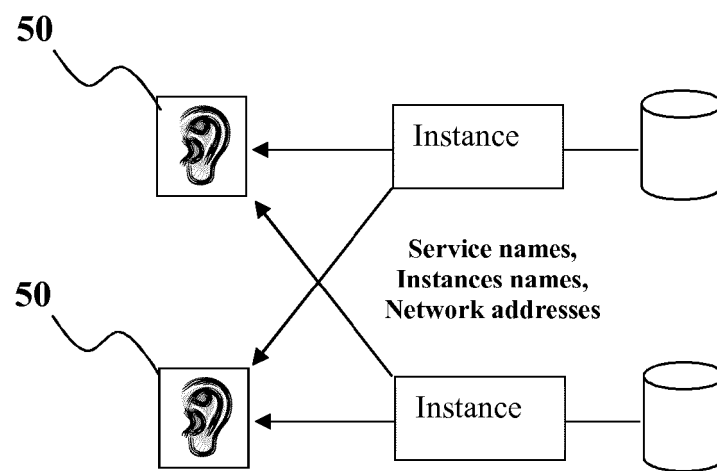 50
Instance
Service names,
Instances names,
Network addresses
50
Instance